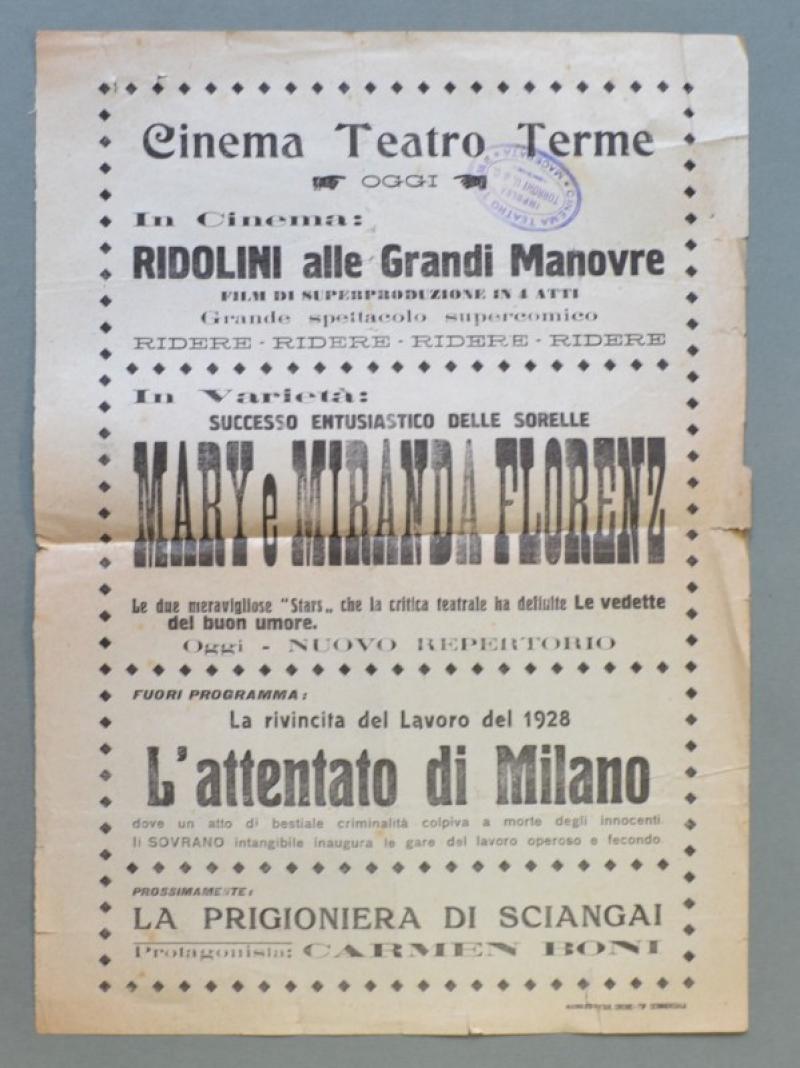 Cinema Teatro Terme
OGGI
In Cinema:
RIDOLINI alle Grandi Manovre
FILM DI SUPERPRODUZIONE IN 4 ATTI
Grande spettacolo supercomico
RIDERE - RIDERE - RIDERE - RIDERE
In Varietà:
SUCCESSO ENTUSIASTICO DELLE SORELLE
MARY e MIRANDA FLORENZ
Le due meravigliose "Stars„ che la critica teatrale ha definite Le vedette
del buon umore.
Oggi - NUOVO REPERTORIO
FUORI PROGRAMMA:
La rivincita del Lavoro del 1928
L'attentato di Milano
dove un atto di bestiale criminalità colpiva a morte degli innocenti
Il SOVRANO intangibile inaugura le gare del lavoro operoso e fecondo
PROSSIMAMENTE:
LA PRIGIONIERA DI SCIANGAI
Protagonista: CARMEN BONI
CINEMA TEATRO
MACERATA